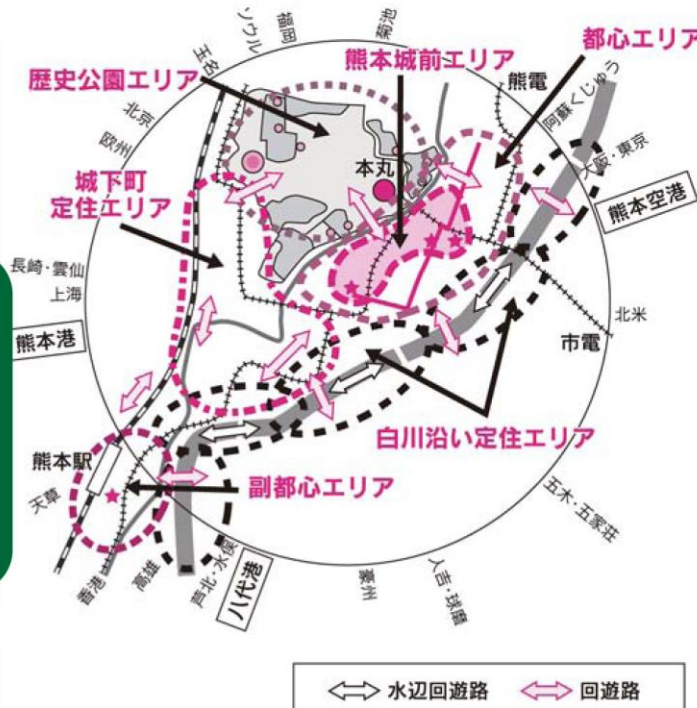 ソウル
福岡
菊池
玉名
熊本城前エリア
都心エリア
歴史公園エリア
熊電
阿蘇くじゅう
北京
欧州
大阪・東京
本丸
城下町
定住エリア
熊本空港
長崎・雲仙
上海
北米
熊本港
市電
白川沿い定住エリア
熊本駅
天草
副都心エリア
五木・五家荘
香港
高雄
芦北・水俣
八代港
豪州
人吉・球磨
水辺回遊路
回遊路